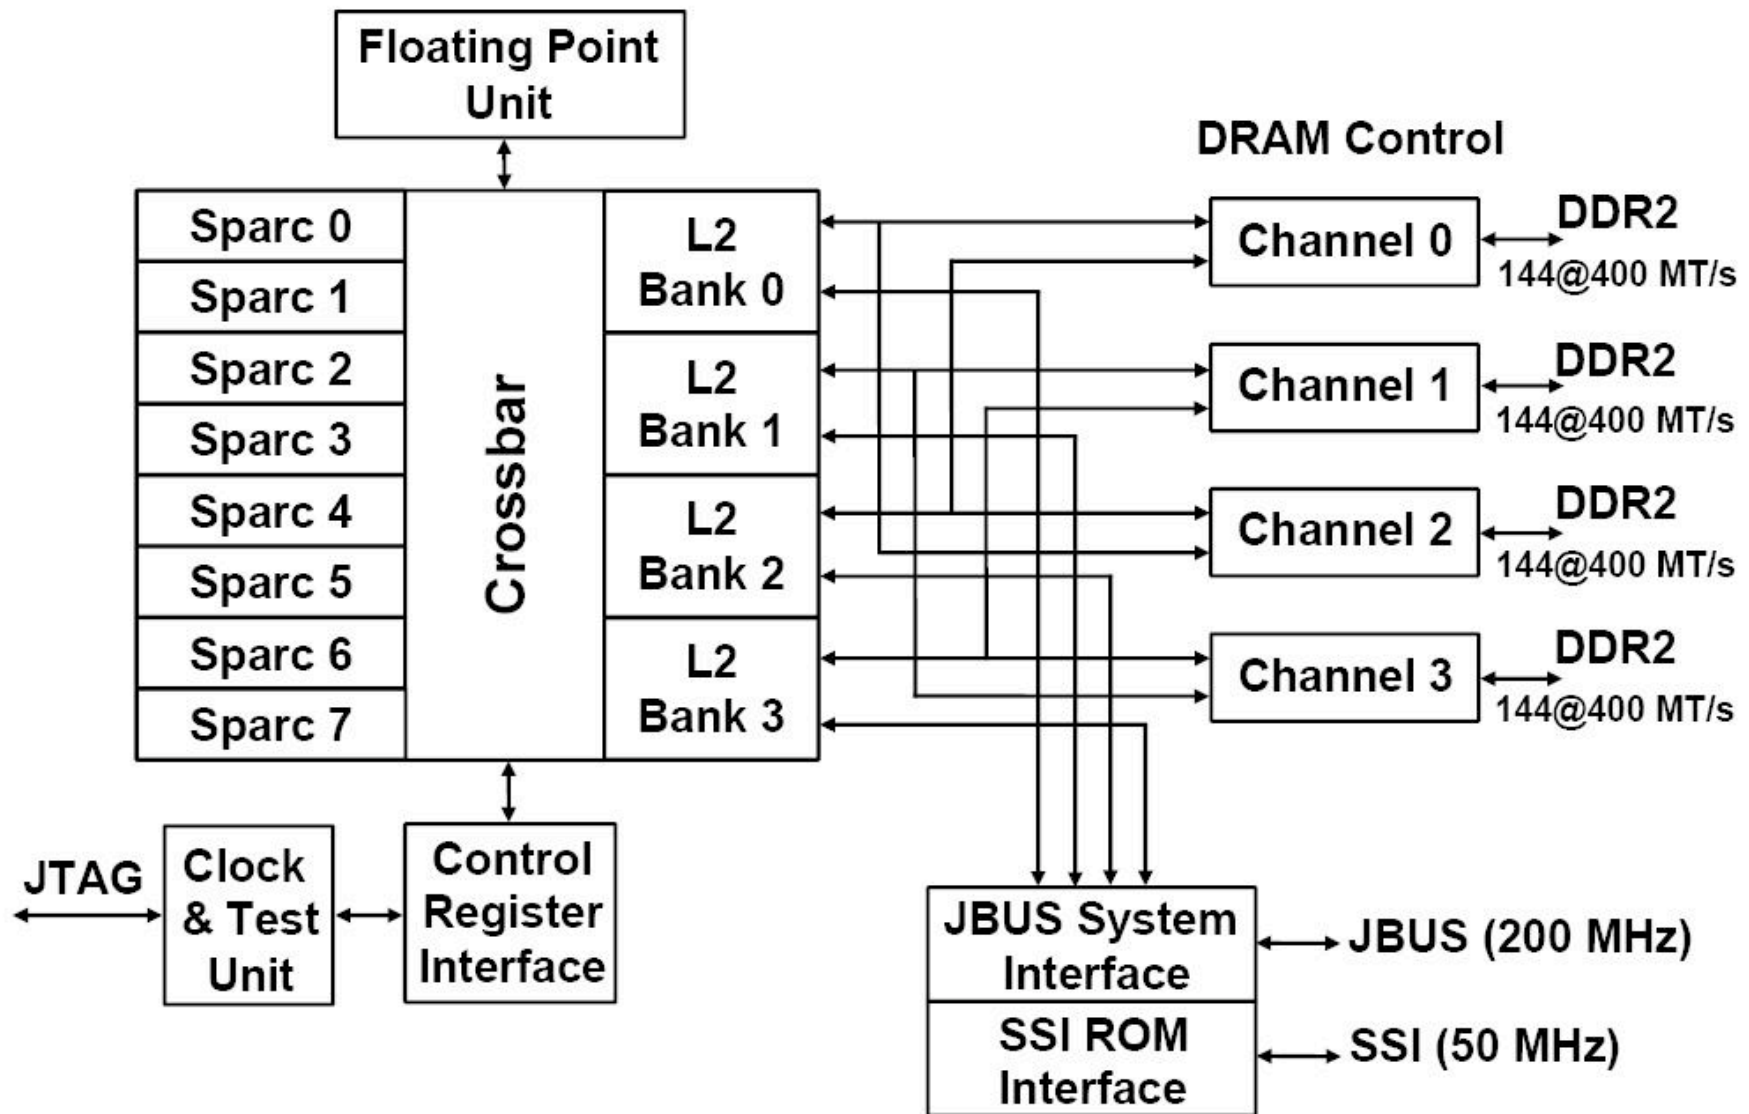 Floating Point
Unit
DRAM Control
Sparc 0
Sparc 1
Sparc 2
Sparc 3
Sparc 4
Sparc 5
Sparc 6
Sparc 7
Crossbar
L2
Bank 0
L2
Bank 1
L2
Bank 2
L2
Bank 3
Channel 0
DDR2
144@400 MT/s
Channel 1
DDR2
144@400 MT/s
Channel 2
DDR2
144@400 MT/s
Channel 3
DDR2
144@400 MT/s
JTAG
Clock
& Test
Unit
Control
Register
Interface
JBUS System
Interface
JBUS (200 MHz)
SSI ROM
Interface
SSI (50 MHz)